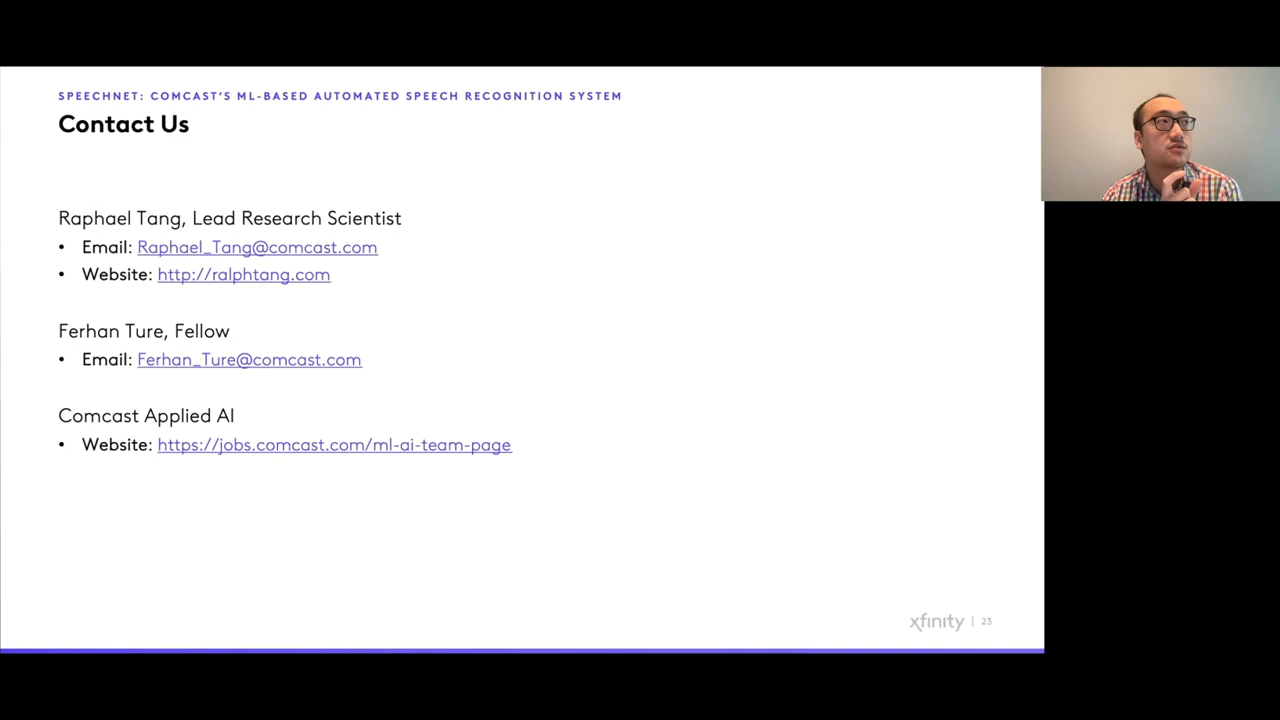 SPEECHNET: COMCAST'S ML-BASED AUTOMATED SPEECH RECOGNITION SYSTEM
Contact Us
Raphael Tang, Lead Research Scientist
• Email: Raphael_Tang@comcast.com
• Website: http://ralphtang.com
Ferhan Ture, Fellow
• Email: Ferhan_Ture@comcast.com
Comcast Applied AI
• Website: https://jobs.comcast.com/ml-ai-team-page
xfinity | 23